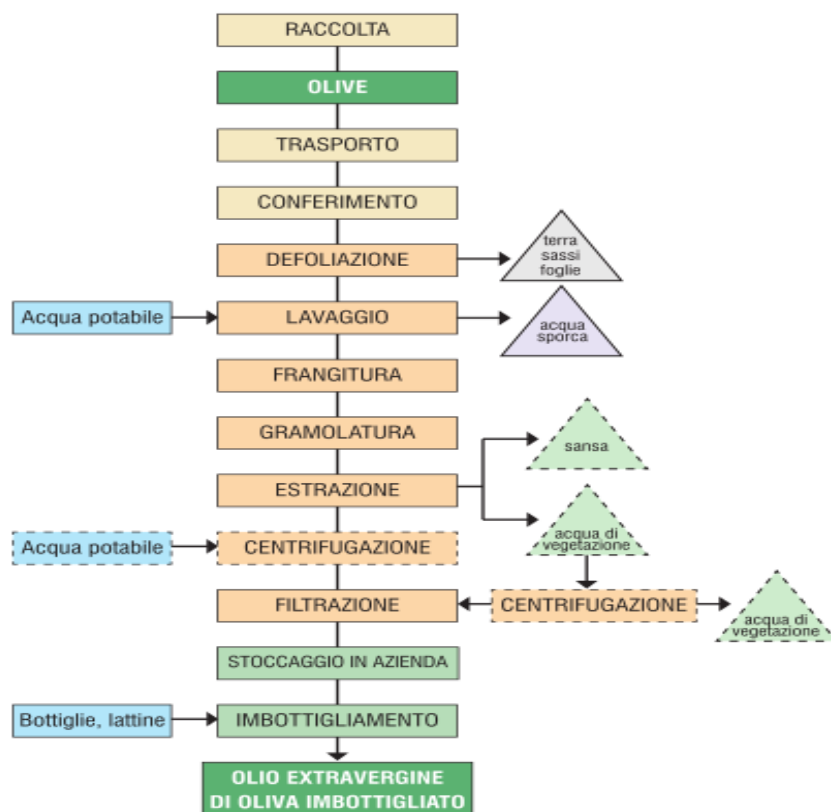 RACCOLTA
OLIVE
TRASPORTO
CONFERIMENTO
DEFOLIAZIONE
terra
sassi
foglie
Acqua potabile
LAVAGGIO
acqua
sporca
FRANGITURA
GRAMOLATURA
sansa
ESTRAZIONE
acqua di
vegetazione
Acqua potabile
CENTRIFUGAZIONE
FILTRAZIONE
CENTRIFUGAZIONE
acqua di
vegetazione
STOCCAGGIO IN AZIENDA
Bottiglie, lattine
IMBOTTIGLIAMENTO
OLIO EXTRAVERGINE
DI OLIVA IMBOTTIGLIATO